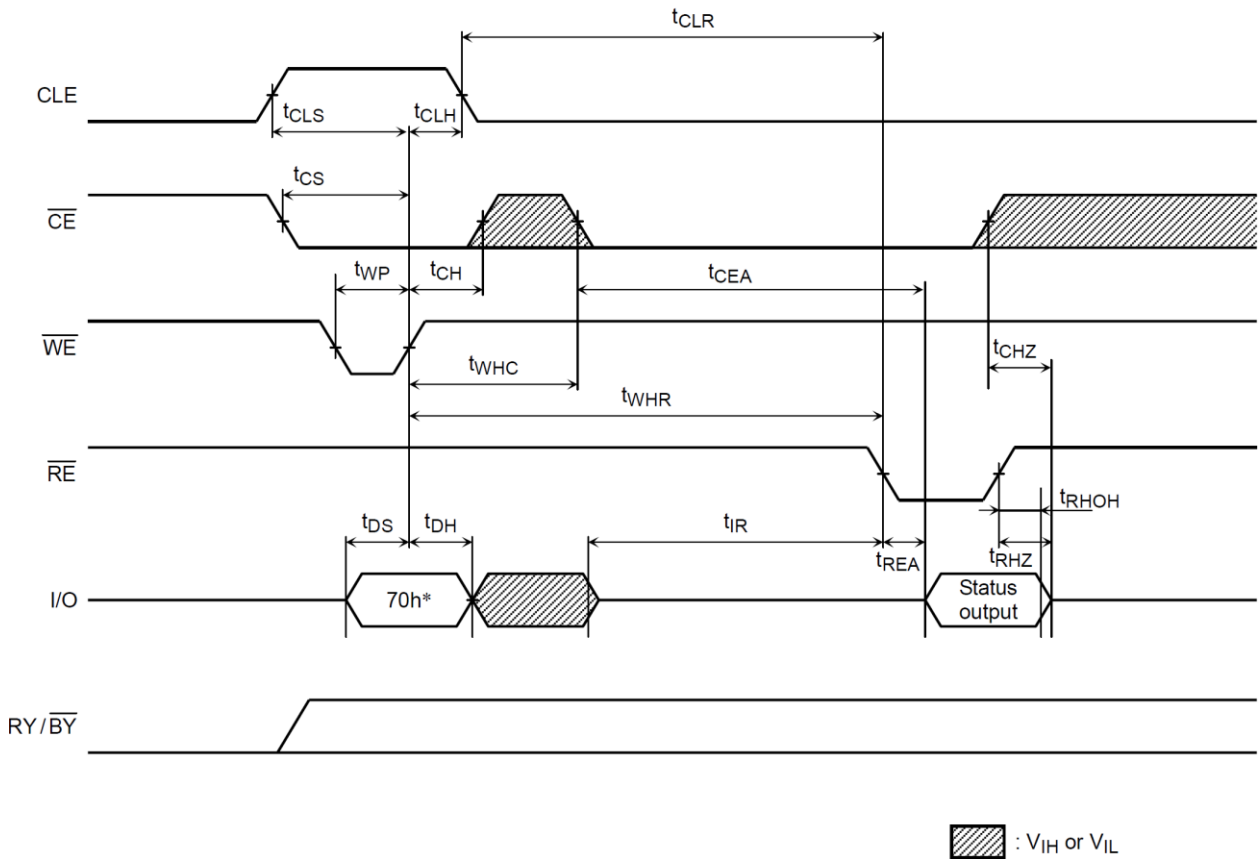 tCLR
CLE
tCLS
tCLH
tCS
CE
tWP
tCH
tCEA
WE
tCHZ
tWHC
tWHR
RE
tRHOH
tDS
tDH
tIR
tREA
tRHZ
I/O
70h*
Status
output
RY/BY
: VIH or VIL